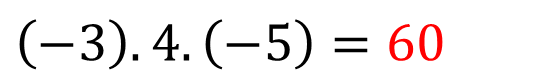 (−3). 4. (−5) = 60